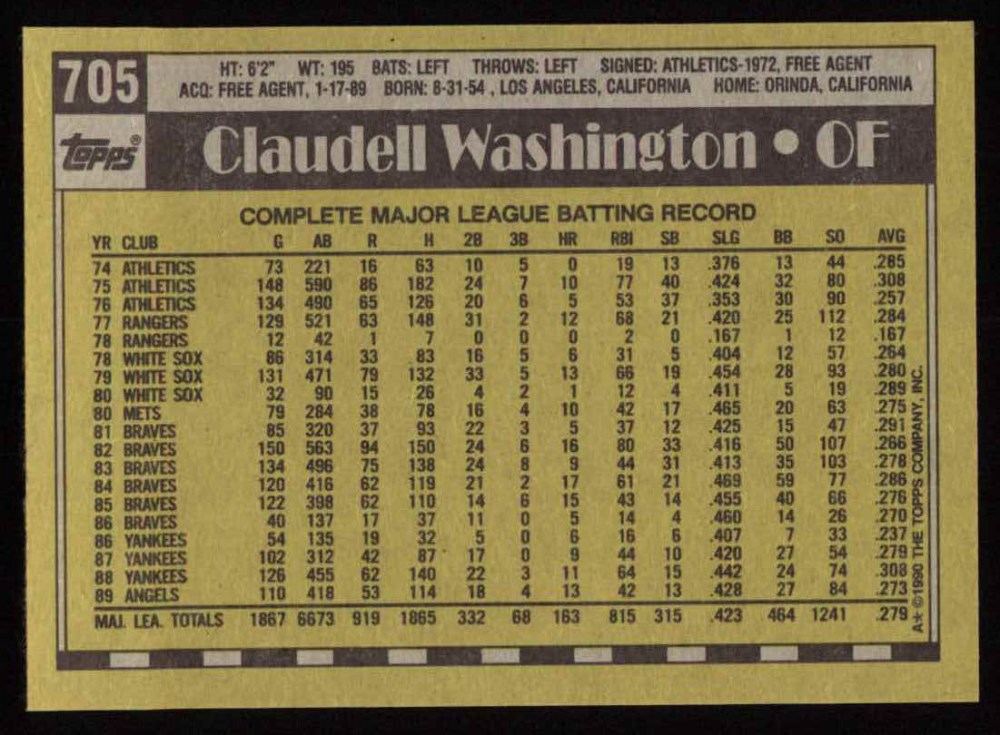 705
HT: 6'2" WT: 195 BATS: LEFT THROWS: LEFT SIGNED: ATHLETICS-1972, FREE AGENT
ACQ: FREE AGENT, 1-17-89 BORN: 8-31-54 , LOS ANGELES, CALIFORNIA HOME: ORINDA, CALIFORNIA
TOPPS®
Claudell Washington • OF
COMPLETE MAJOR LEAGUE BATTING RECORD
YR CLUB G AB R H 2B 3B HR RBI SB SLG BB SO AVG
74 ATHLETICS 73 221 16 63 10 5 0 19 13 .376 13 44 .285
75 ATHLETICS 148 590 86 182 24 7 10 77 40 .424 32 80 .308
76 ATHLETICS 134 490 65 126 20 6 5 53 37 .353 30 90 .257
77 RANGERS 129 521 63 148 31 2 12 68 21 .420 25 112 .284
78 RANGERS 12 42 1 7 0 0 0 2 0 .167 1 12 .167
78 WHITE SOX 86 314 33 83 16 5 6 31 5 .404 12 57 .264
79 WHITE SOX 131 471 79 132 33 5 13 66 19 .454 28 93 .280
80 WHITE SOX 32 90 15 26 4 2 1 12 4 .411 5 19 .289
80 METS 79 284 38 78 16 4 10 42 17 .465 20 63 .275
81 BRAVES 85 320 37 93 22 3 5 37 12 .425 15 47 .291
82 BRAVES 150 563 94 150 24 6 16 80 33 .416 50 107 .266
83 BRAVES 134 496 75 138 24 8 9 44 31 .413 35 103 .278
84 BRAVES 120 416 62 119 21 2 17 61 21 .469 59 77 .286
85 BRAVES 122 398 62 110 14 6 15 43 14 .455 40 66 .276
86 BRAVES 40 137 17 37 11 0 5 14 4 .460 14 26 .270
86 YANKEES 54 135 19 32 5 0 6 16 6 .407 7 33 .237
87 YANKEES 102 312 42 87 17 0 9 44 10 .420 27 54 .279
88 YANKEES 126 455 62 140 22 3 11 64 15 .442 24 74 .308
89 ANGELS 110 418 53 114 18 4 13 42 13 .428 27 84 .273
MAJ. LEA. TOTALS 1867 6673 919 1865 332 68 163 815 315 .423 464 1241 .279
A★ ©1990 THE TOPPS COMPANY, INC.